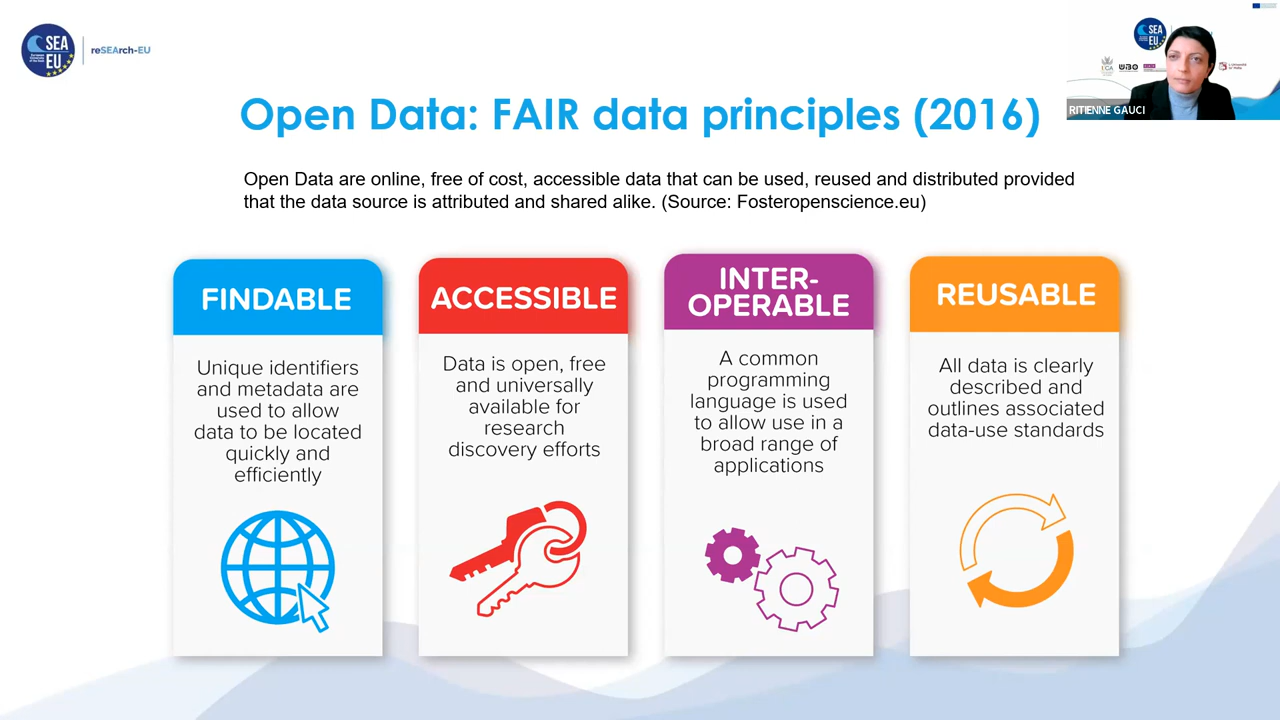 SEA
EU
reSEArch-EU
SEA
EU
UBO
RITIENNE GAUCI
Open Data: FAIR data principles (2016)
Open Data are online, free of cost, accessible data that can be used, reused and distributed provided
that the data source is attributed and shared alike. (Source: Fosteropenscience.eu)
FINDABLE
Unique identifiers
and metadata are
used to allow
data to be located
quickly and
efficiently
ACCESSIBLE
Data is open, free
and universally
available for
research
discovery efforts
INTER-
OPERABLE
A common
programming
language is used
to allow use in a
broad range of
applications
REUSABLE
All data is clearly
described and
outlines associated
data-use standards